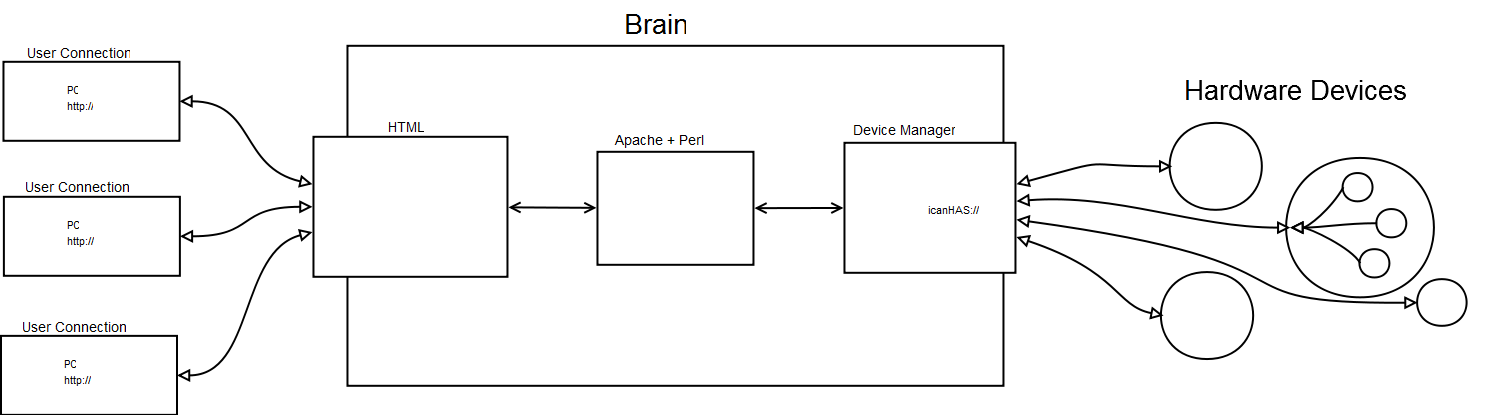 Brain
User Connection
PC
http://
HTML
Apache + Perl
Device Manager
icanHAS://
Hardware Devices
User Connection
PC
http://
User Connection
PC
http://